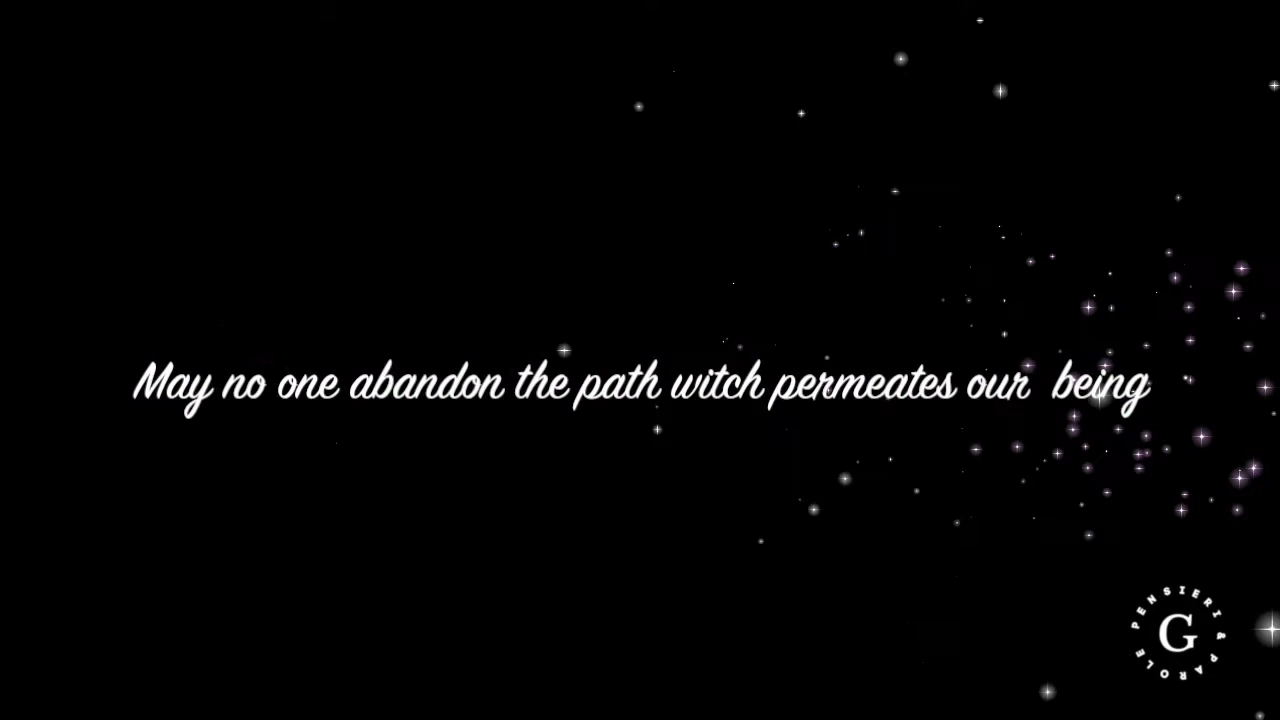 May no one abandon the path witch permeates our being
PENSIERI & PAROLE
G